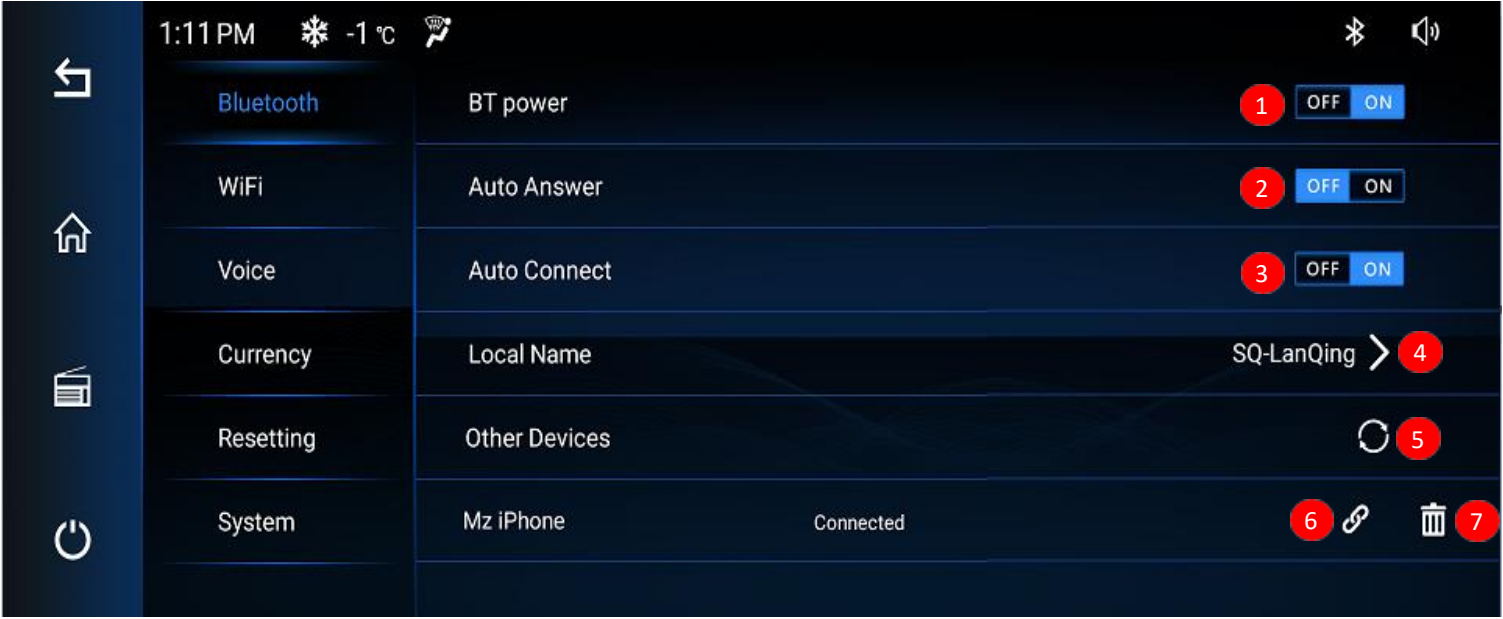 1:11 PM -1 °C
Bluetooth BT power 1 OFF ON
WiFi Auto Answer 2 OFF ON
Voice Auto Connect 3 OFF ON
Currency Local Name SQ-LanQing 4
Resetting Other Devices 5
System Mz iPhone Connected 6 7